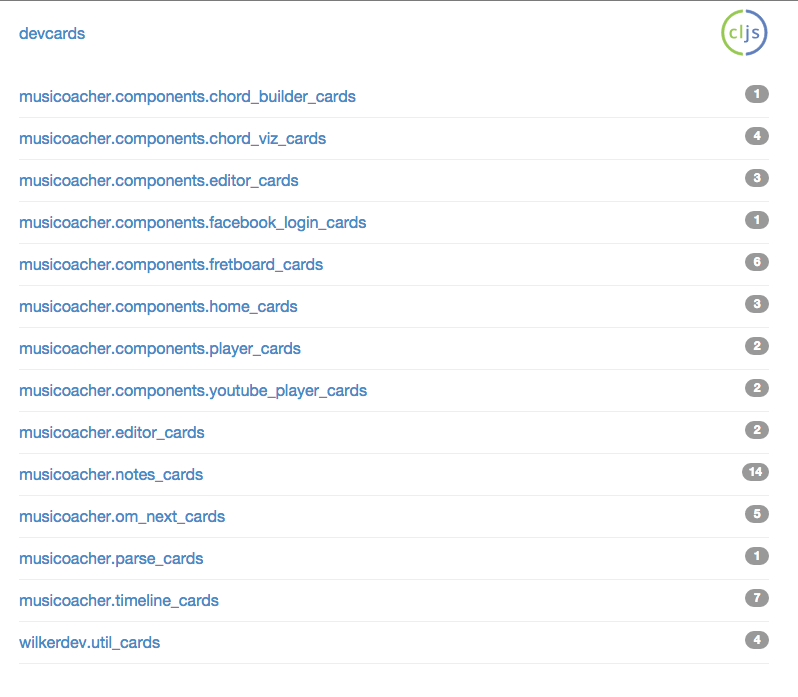 devcards
cljs
musicoacher.components.chord_builder_cards 1
musicoacher.components.chord_viz_cards 4
musicoacher.components.editor_cards 3
musicoacher.components.facebook_login_cards 1
musicoacher.components.fretboard_cards 6
musicoacher.components.home_cards 3
musicoacher.components.player_cards 2
musicoacher.components.youtube_player_cards 2
musicoacher.editor_cards 2
musicoacher.notes_cards 14
musicoacher.om_next_cards 5
musicoacher.parse_cards 1
musicoacher.timeline_cards 7
wilkerdev.util_cards 4